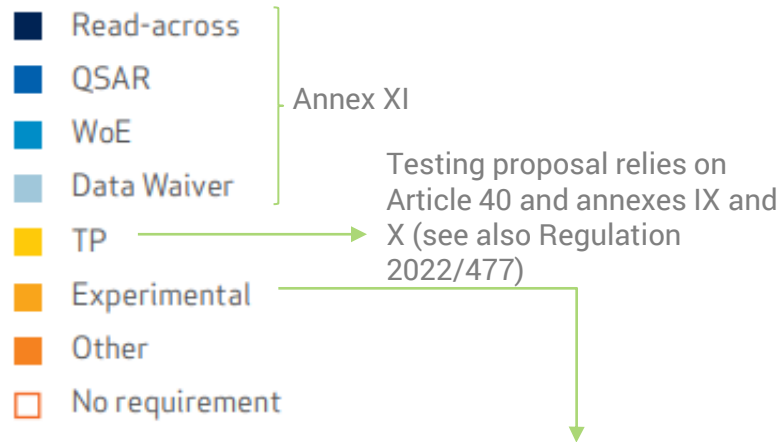 Read-across
QSAR
WoE
Data Waiver
TP
Experimental
Other
No requirement
Annex XI
Testing proposal relies on
Article 40 and annexes IX and
X (see also Regulation
2022/477)